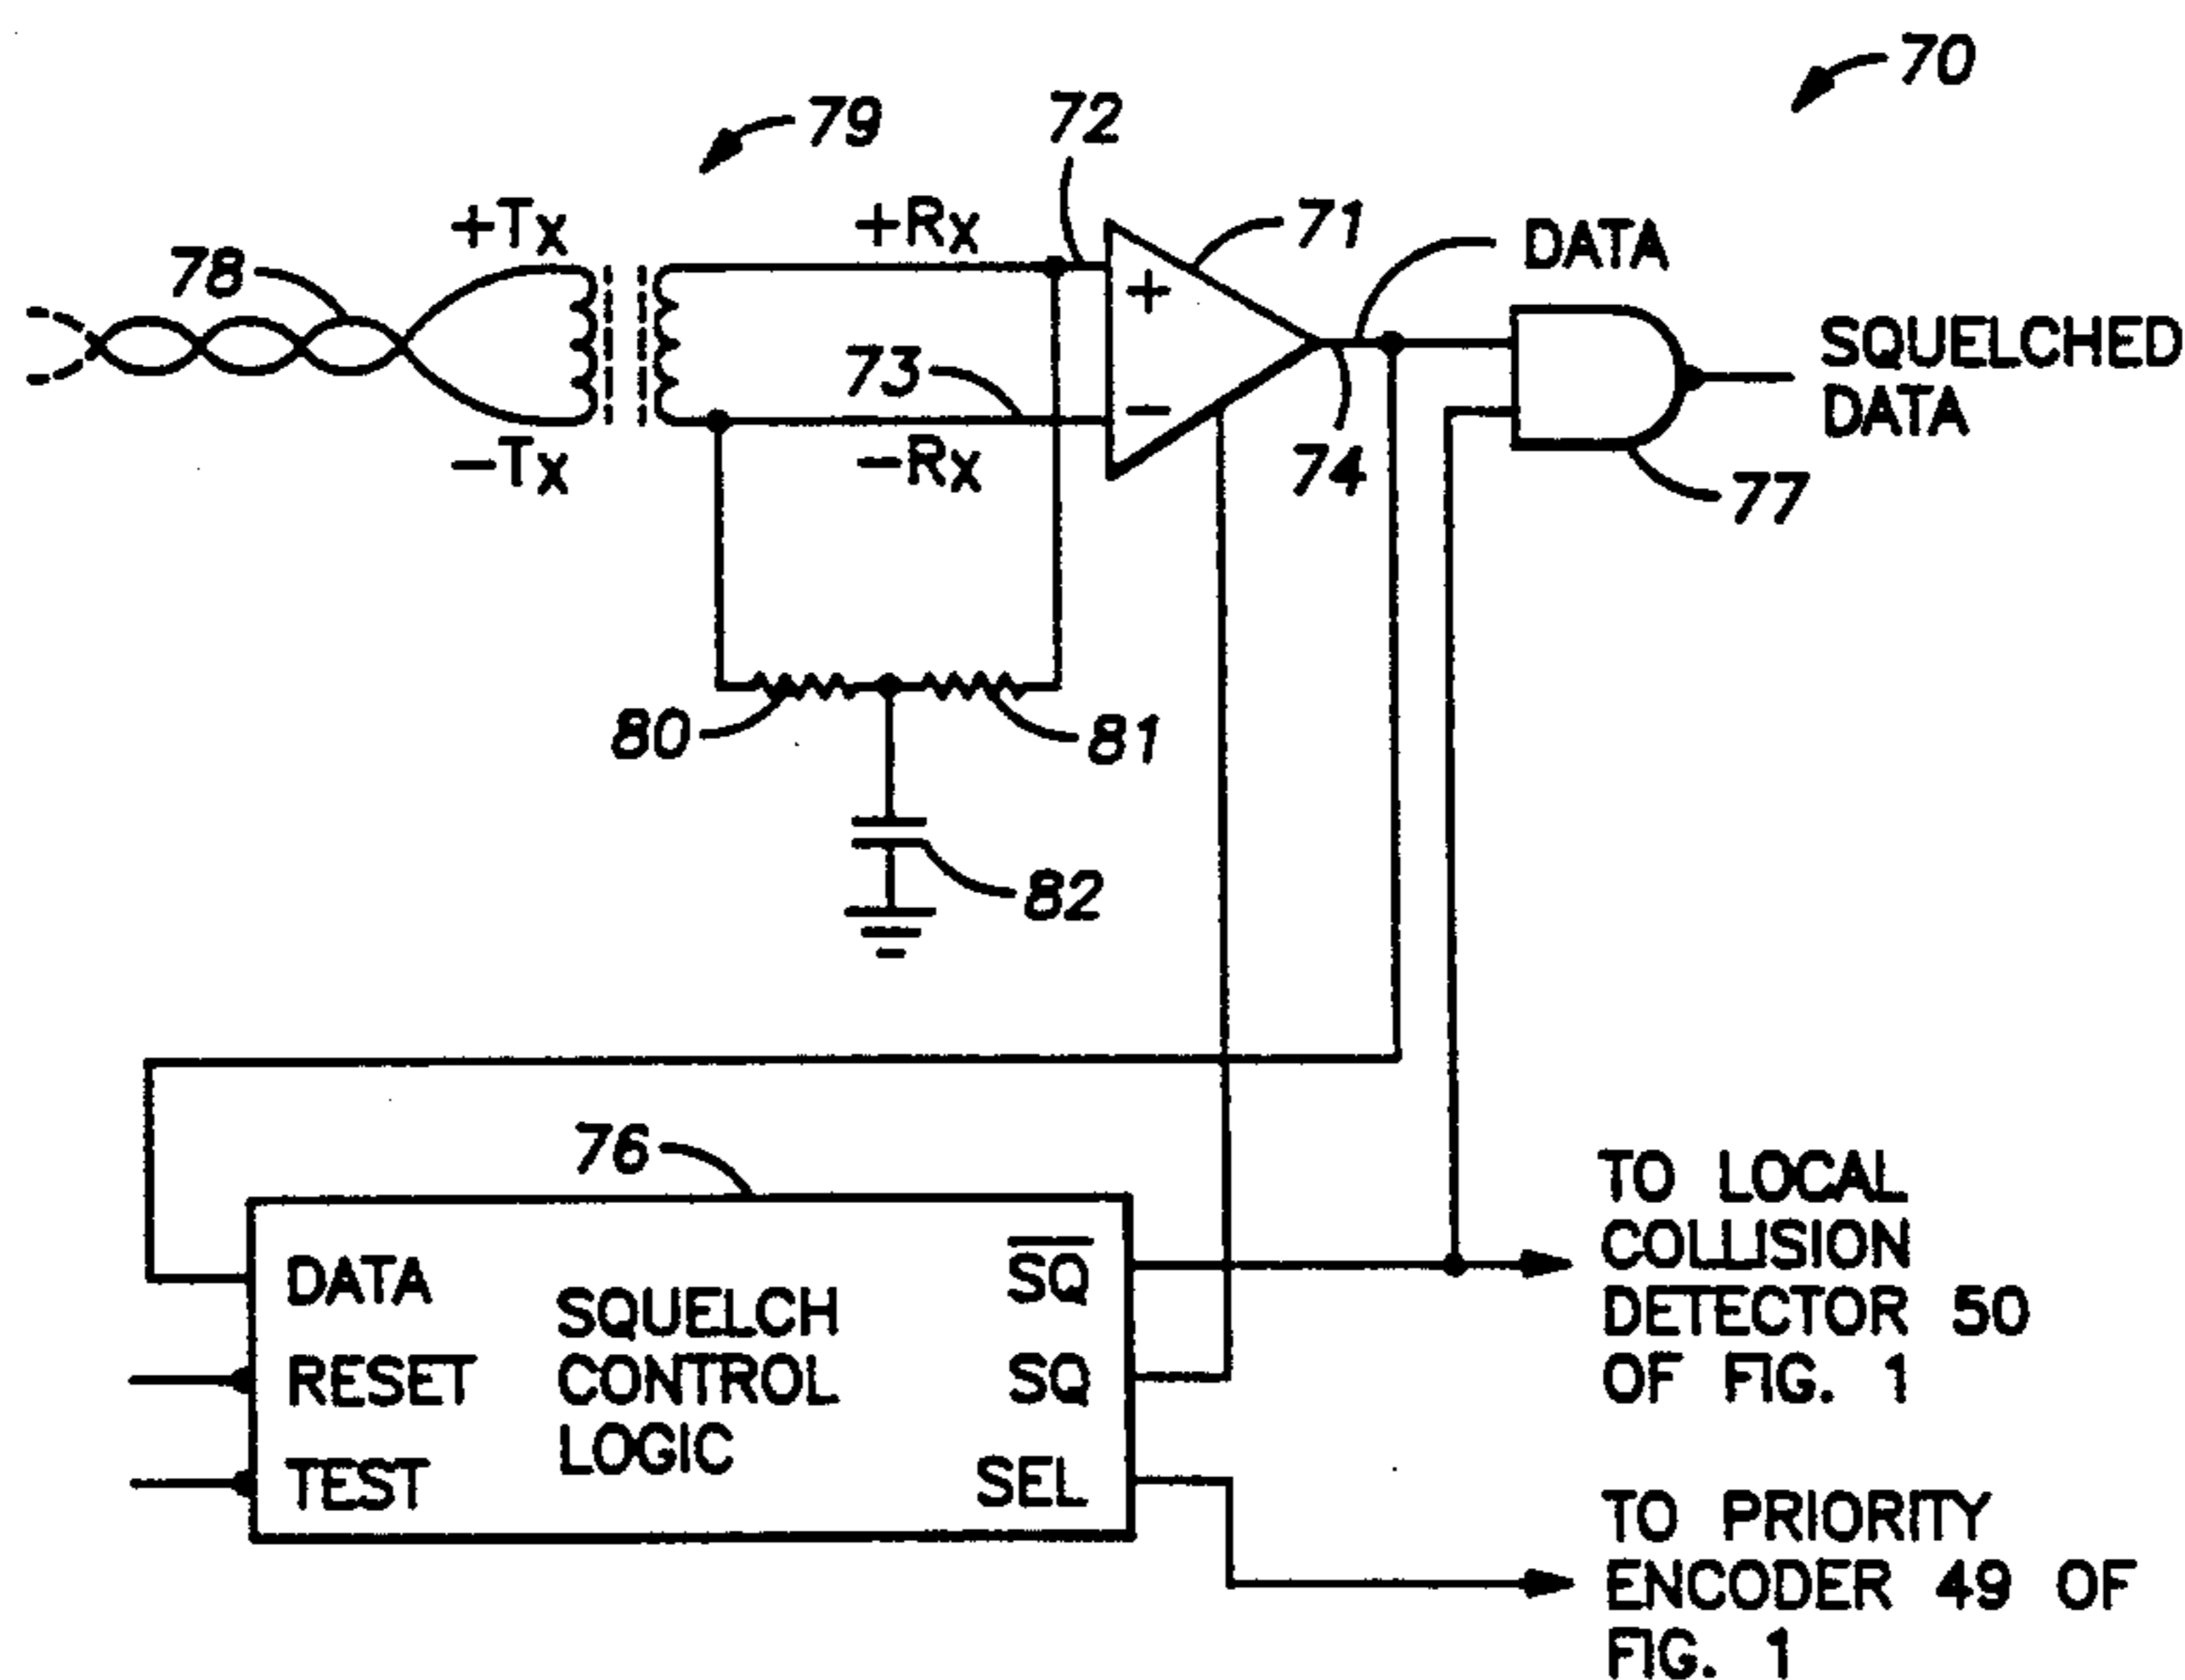 70
79
72
+Tx
+Rx
71
DATA
78
SQUELCHED
DATA
73
-Tx
-Rx
74
77
+
-
80
81
82
76
DATA
RESET
T̅E̅S̅T̅
SQUELCH
CONTROL
LOGIC
S̅Q̅
SQ
SEL
TO LOCAL
COLLISION
DETECTOR 50
OF FIG. 1
TO PRIORITY
ENCODER 49 OF
FIG. 1